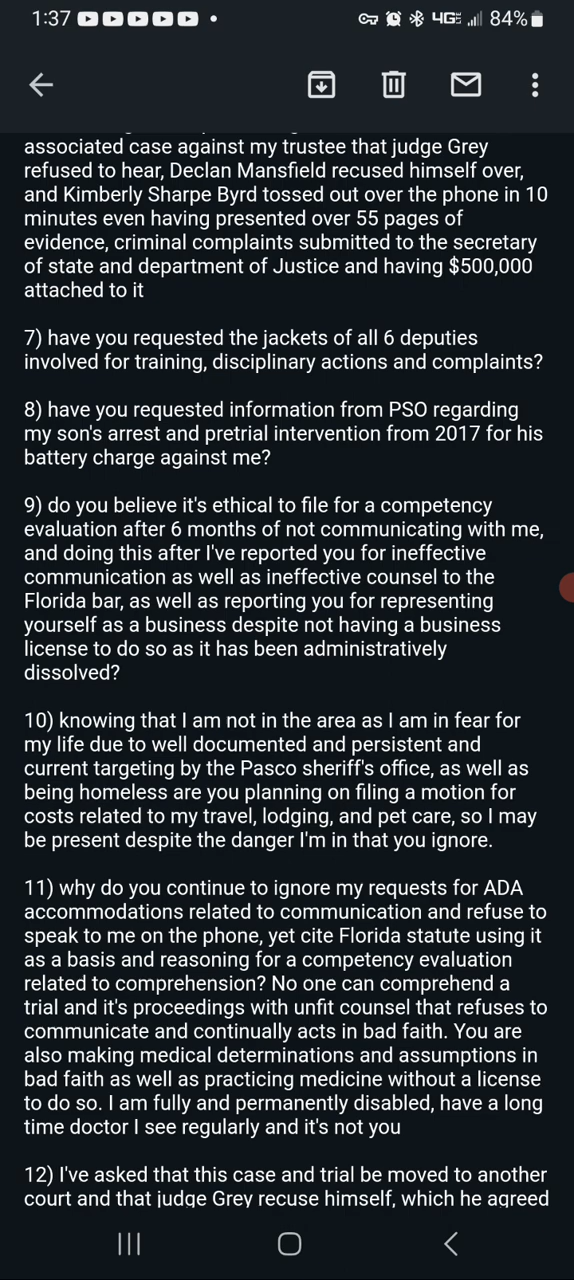 1:37
4G 84%
associated case against my trustee that judge Grey
refused to hear, Declan Mansfield recused himself over,
and Kimberly Sharpe Byrd tossed out over the phone in 10
minutes even having presented over 55 pages of
evidence, criminal complaints submitted to the secretary
of state and department of Justice and having $500,000
attached to it
7) have you requested the jackets of all 6 deputies
involved for training, disciplinary actions and complaints?
8) have you requested information from PSO regarding
my son's arrest and pretrial intervention from 2017 for his
battery charge against me?
9) do you believe it's ethical to file for a competency
evaluation after 6 months of not communicating with me,
and doing this after I've reported you for ineffective
communication as well as ineffective counsel to the
Florida bar, as well as reporting you for representing
yourself as a business despite not having a business
license to do so as it has been administratively
dissolved?
10) knowing that I am not in the area as I am in fear for
my life due to well documented and persistent and
current targeting by the Pasco sheriff's office, as well as
being homeless are you planning on filing a motion for
costs related to my travel, lodging, and pet care, so I may
be present despite the danger I'm in that you ignore.
11) why do you continue to ignore my requests for ADA
accommodations related to communication and refuse to
speak to me on the phone, yet cite Florida statute using it
as a basis and reasoning for a competency evaluation
related to comprehension? No one can comprehend a
trial and it's proceedings with unfit counsel that refuses to
communicate and continually acts in bad faith. You are
also making medical determinations and assumptions in
bad faith as well as practicing medicine without a license
to do so. I am fully and permanently disabled, have a long
time doctor I see regularly and it's not you
12) I've asked that this case and trial be moved to another
court and that judge Grey recuse himself, which he agreed